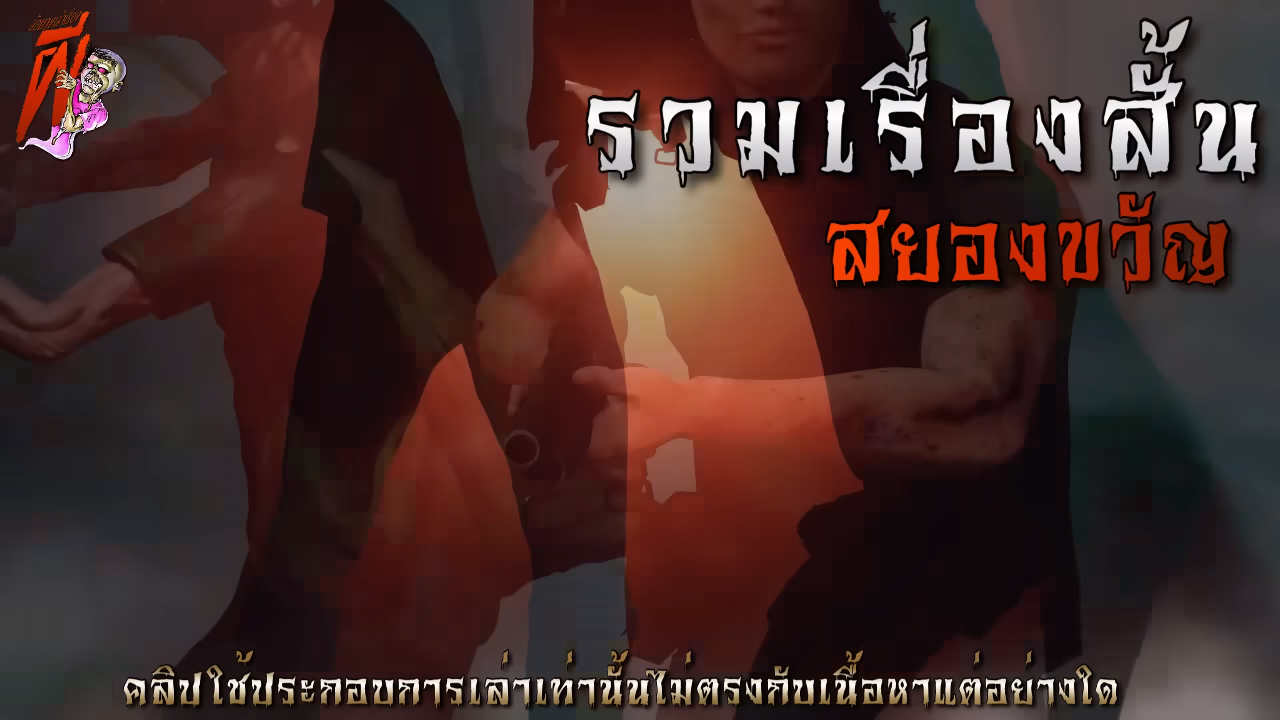 ผี
รวมเรื่องสั้น
สยองขวัญ
คลิปใช้ประกอบการเล่าเท่านั้นไม่ตรงกับเนื้อหาแต่อย่างใด